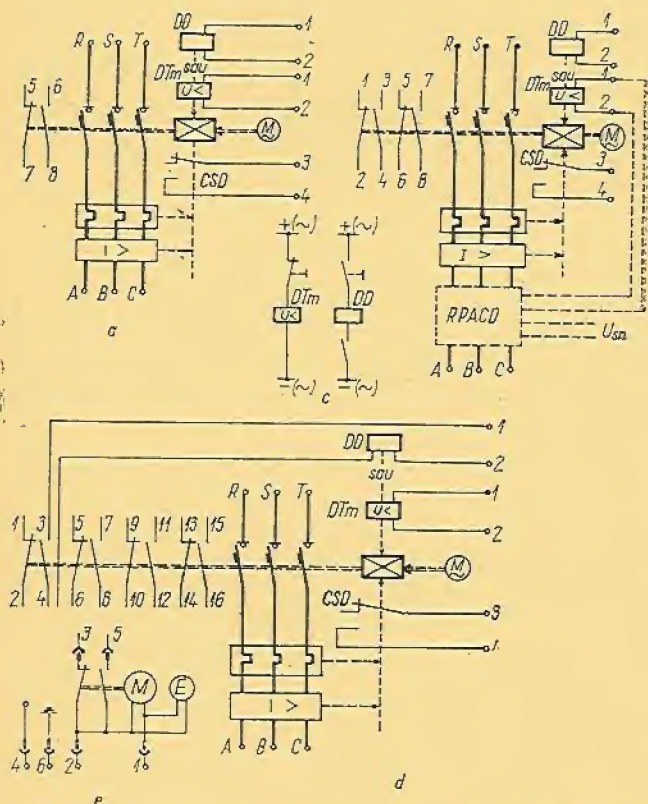 DD
1
R S T
2
sau
1
5 6
DTm U<
2
M
7 8
3
CSD
4
I >
A B C
a
DD
1
R S T
2
sau
1
1 3 5 7
DTm U<
2
M
CSD
3
2 4 6 8
4
I >
RPACD
Usn
A B C
+(~) +(~)
DTm DD
U<
-(~) -(~)
c
1
DD
2
R S T
sau
1
1 3 5 7 9 11 13 15
DTm U<
2
M
2 4 6 8 10 12 14 16
CSD
3
3 5
M E
I >
A B C
4 6 2 1
e
d